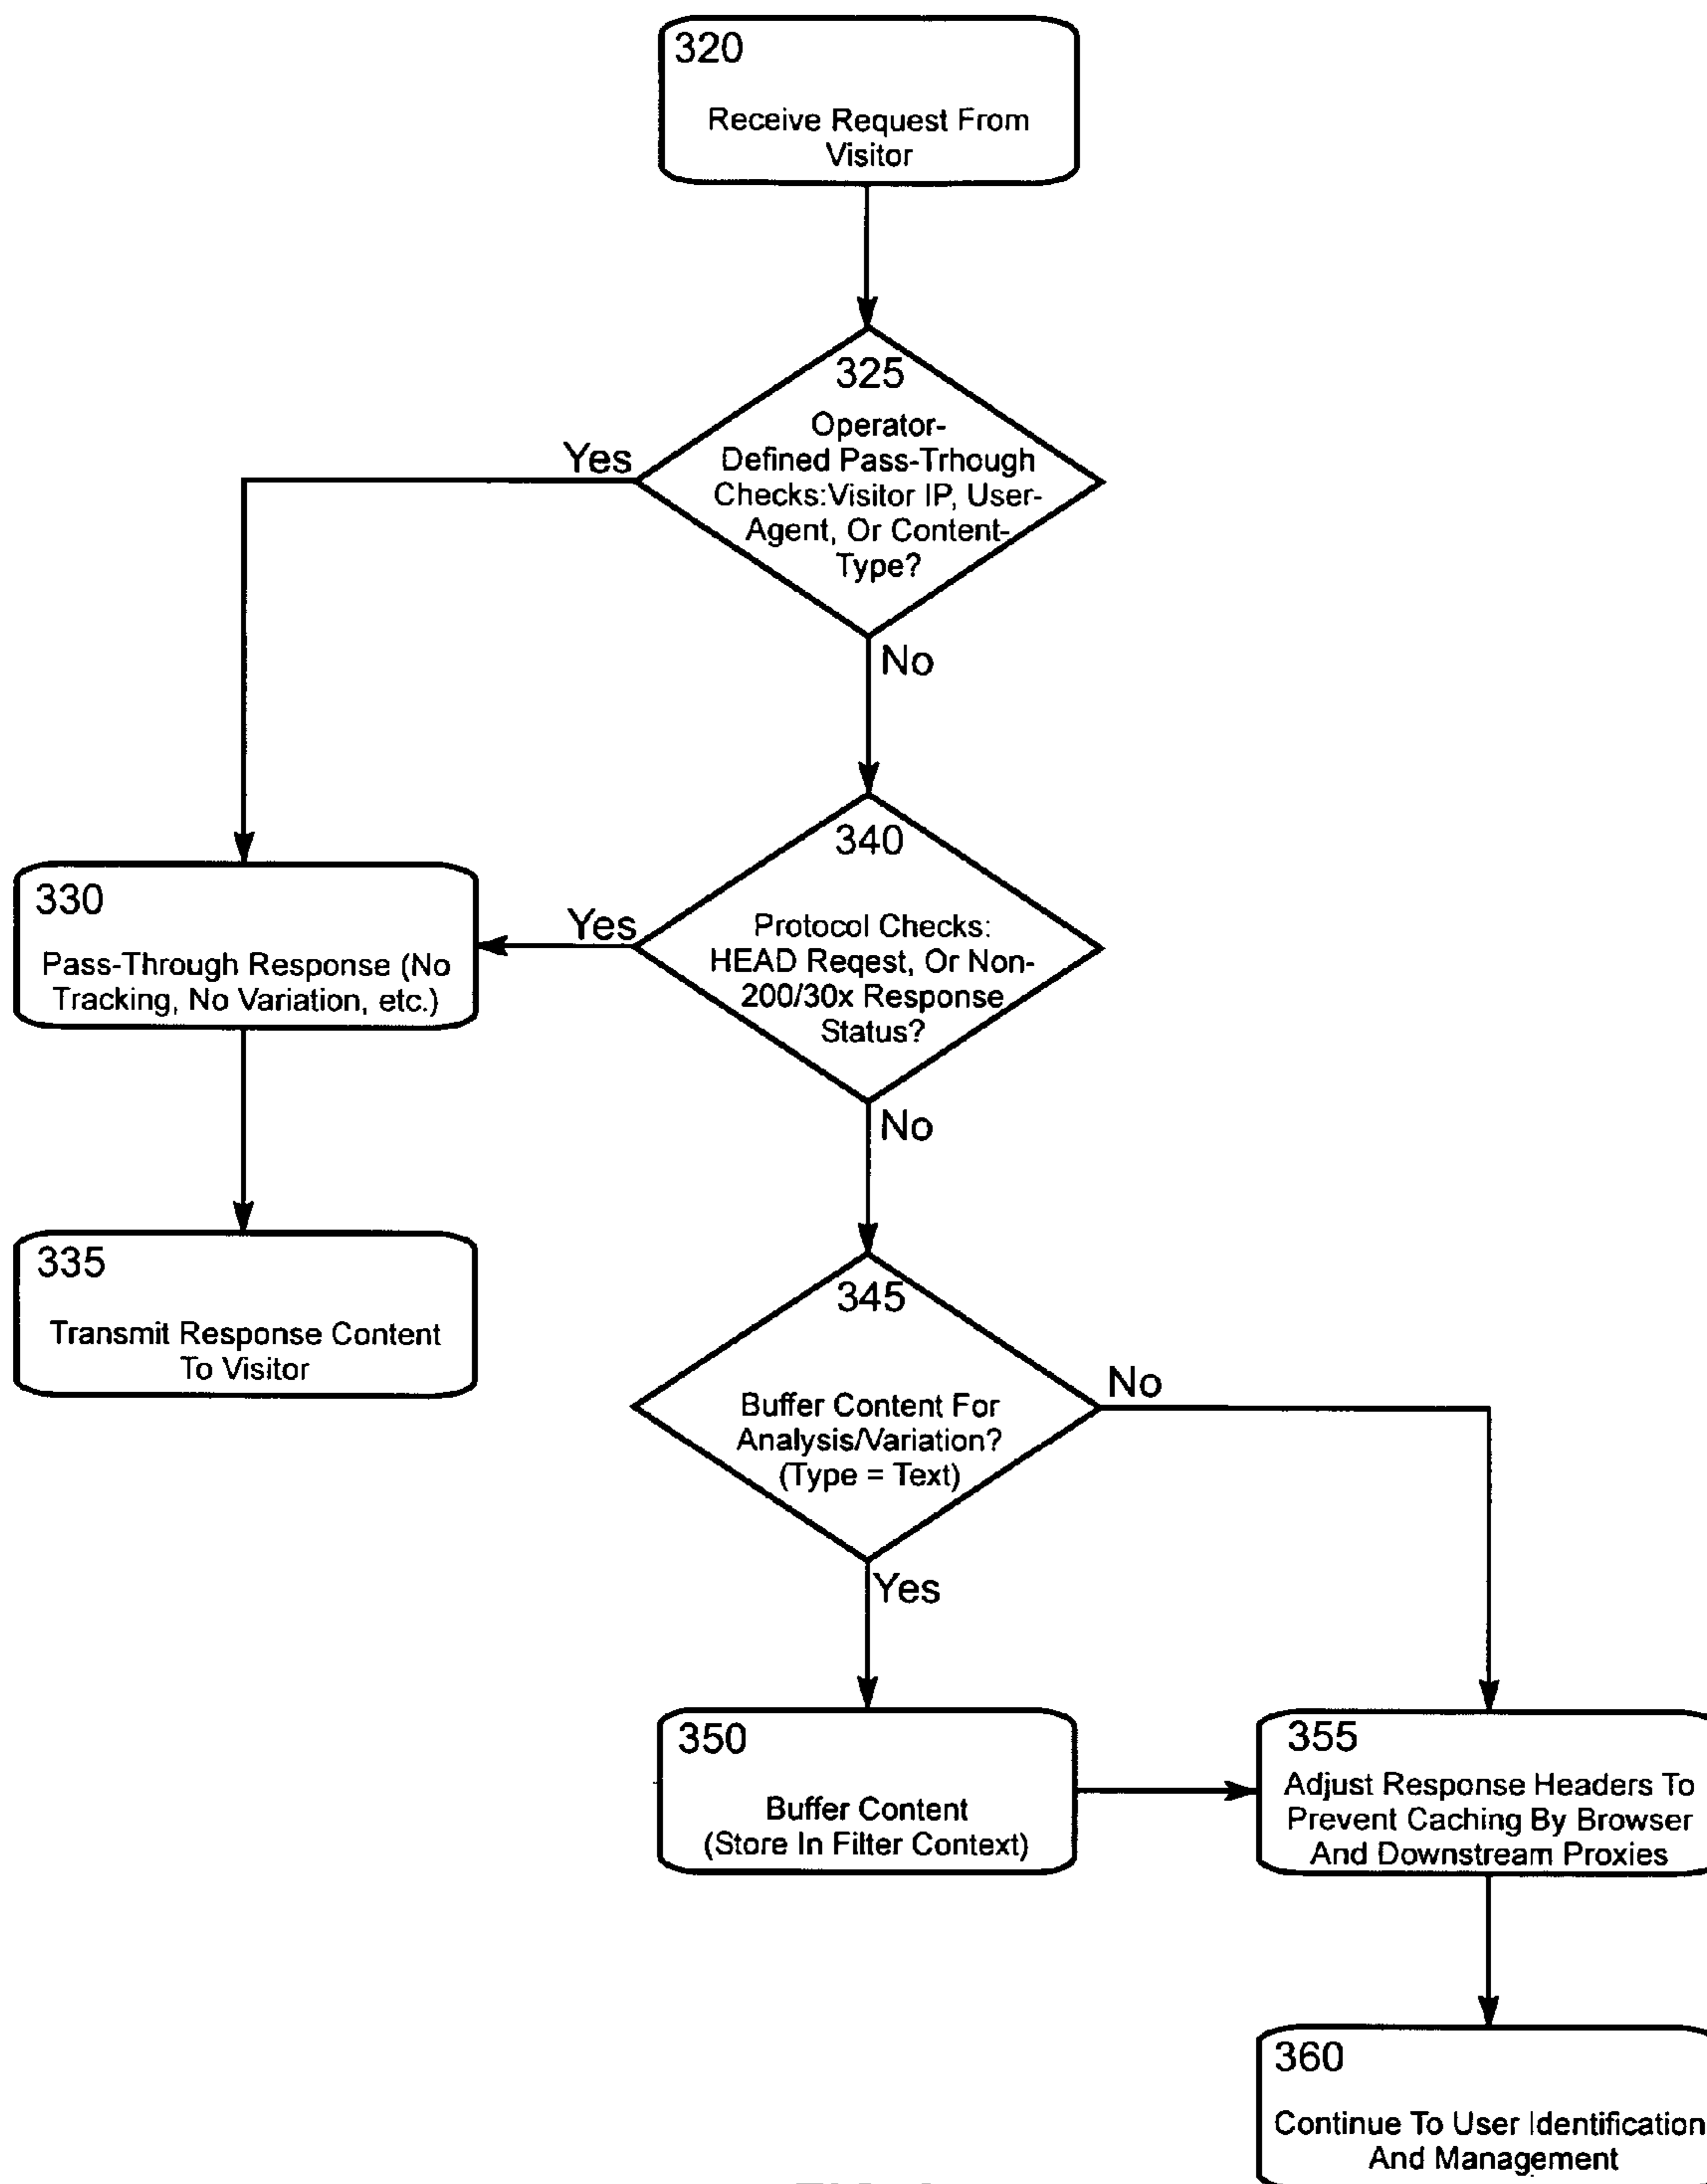 320
Receive Request From
Visitor
325
Operator-
Defined Pass-Trhough
Checks:Visitor IP, User-
Agent, Or Content-
Type?
Yes
No
340
Protocol Checks:
HEAD Reqest, Or Non-
200/30x Response
Status?
Yes
No
330
Pass-Through Response (No
Tracking, No Variation, etc.)
335
Transmit Response Content
To Visitor
345
Buffer Content For
Analysis/Variation?
(Type = Text)
No
Yes
350
Buffer Content
(Store In Filter Context)
355
Adjust Response Headers To
Prevent Caching By Browser
And Downstream Proxies
360
Continue To User Identification
And Management